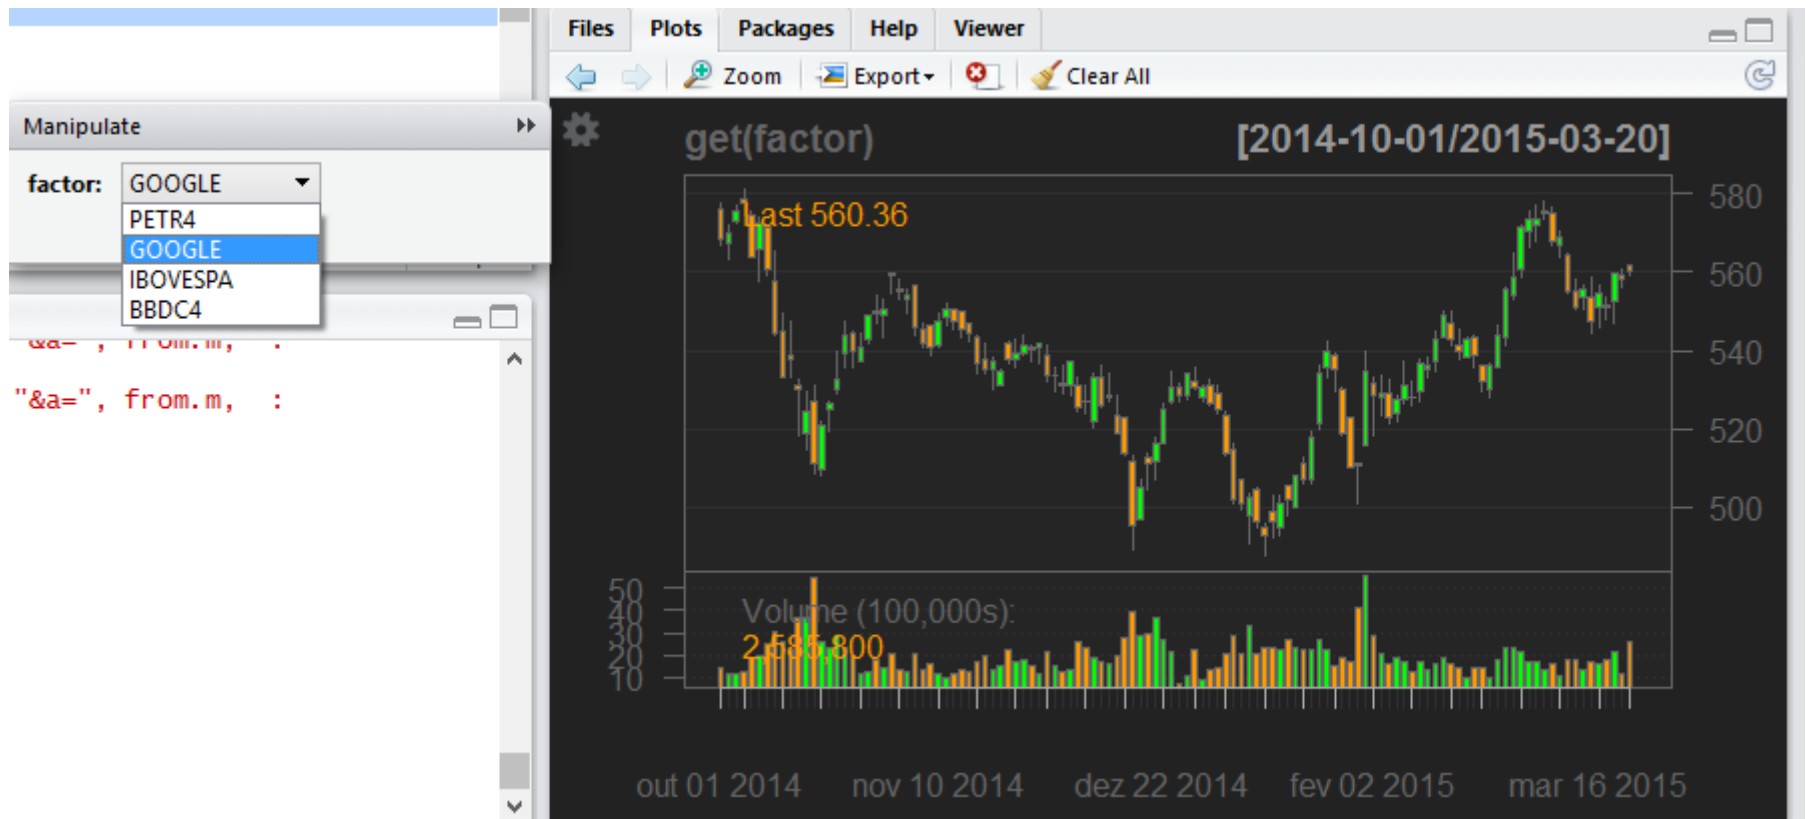 Files Plots Packages Help Viewer
Zoom Export Clear All
Manipulate
factor: GOOGLE
PETR4
GOOGLE
IBOVESPA
BBDC4
"&a=", from.m, :
"&a=", from.m, :
get(factor) [2014-10-01/2015-03-20]
Last 560.36
580
560
540
520
500
Volume (100,000s):
2,585,800
50
40
30
20
10
out 01 2014 nov 10 2014 dez 22 2014 fev 02 2015 mar 16 2015